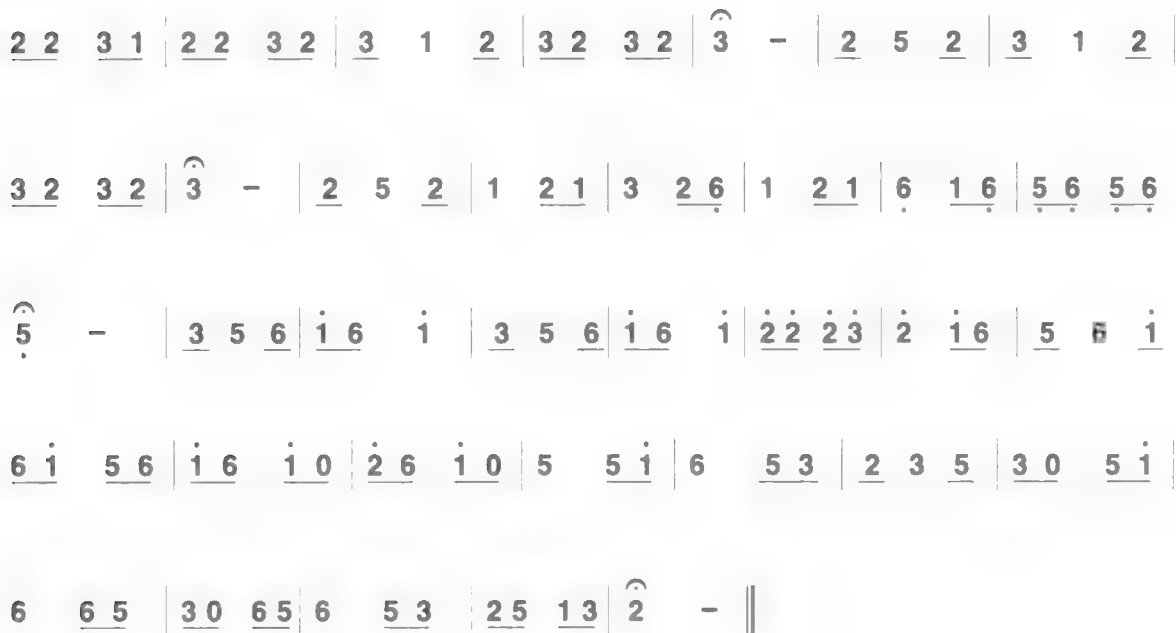 2 2 3 1 | 2 2 3 2 | 3 1 2 | 3 2 3 2 | 3 - | 2 5 2 | 3 1 2 |
3 2 3 2 | 3 - | 2 5 2 | 1 2 1 | 3 2 6̣ | 1 2 1 | 6̣ 1 6̣ | 5̣ 6̣ 5̣ 6̣
5̣ - | 3 5 6 | 1̇ 6 1̇ | 3 5 6 | 1̇ 6 1̇ | 2̇ 2̇ 2̇ 3̇ | 2̇ 1̇ 6 | 5 6 1̇
6 1̇ 5 6 | 1̇ 6 1̇ 0 | 2̇ 6 1̇ 0 | 5 5 1̇ | 6 5 3 | 2 3 5 | 3 0 5 1̇ |
6 6 5 | 3 0 6 5 | 6 5 3 | 2 5 1 3 | 2 - ‖